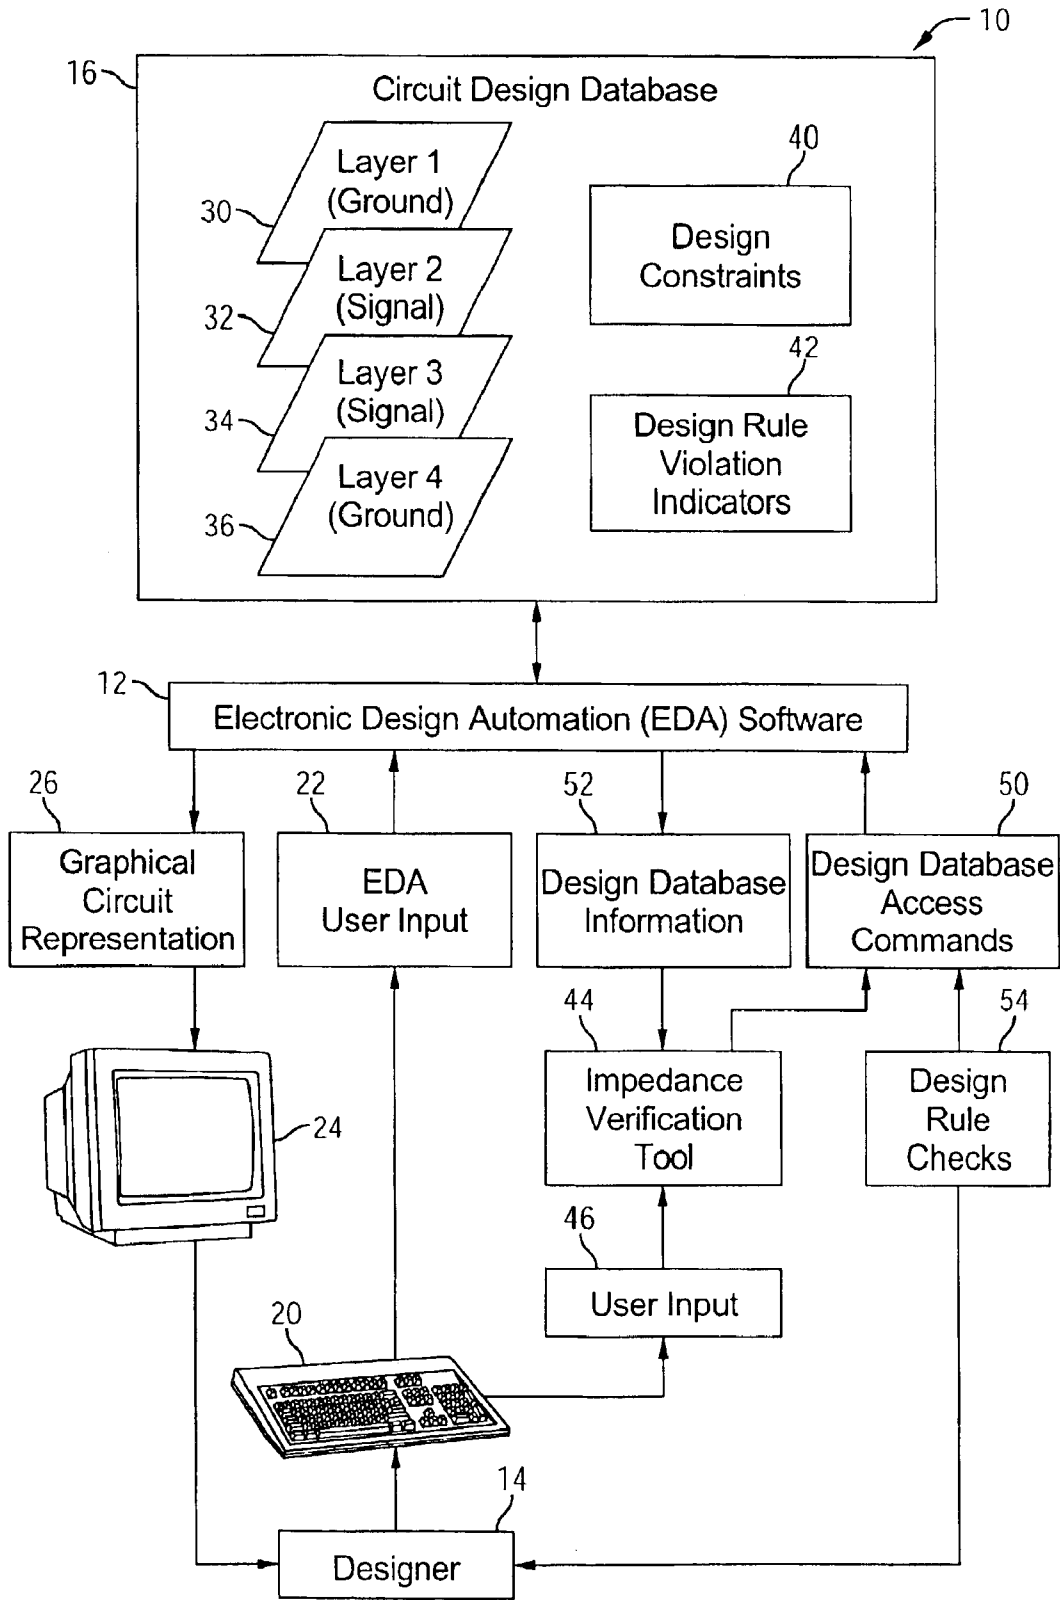 10
16
Circuit Design Database
Layer 1
(Ground)
30
40
Design
Constraints
Layer 2
(Signal)
32
Layer 3
(Signal)
34
42
Design Rule
Violation
Indicators
Layer 4
(Ground)
36
12
Electronic Design Automation (EDA) Software
26
22
52
50
Graphical
Circuit
Representation
EDA
User Input
Design Database
Information
Design Database
Access
Commands
44
54
Impedance
Verification
Tool
Design
Rule
Checks
24
46
User Input
20
14
Designer